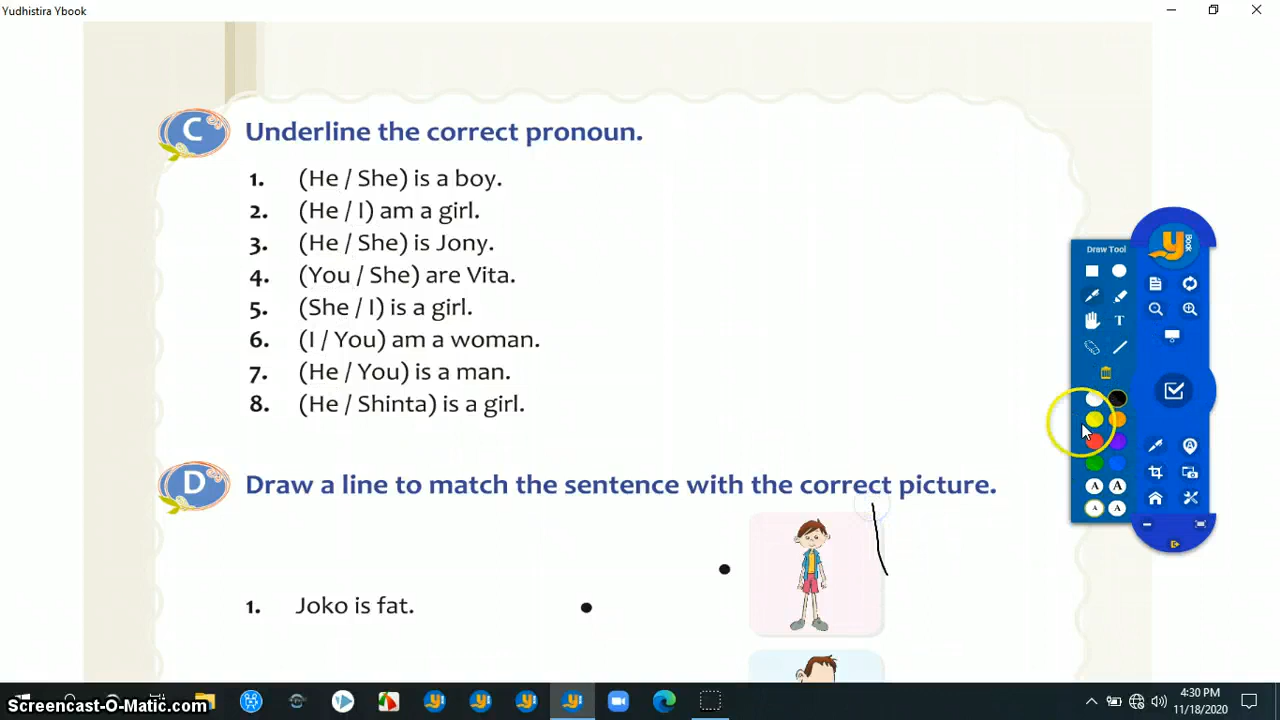 Yudhistira Ybook
C Underline the correct pronoun.
1. (He / She) is a boy.
2. (He / I) am a girl.
3. (He / She) is Jony.
4. (You / She) are Vita.
5. (She / I) is a girl.
6. (I / You) am a woman.
7. (He / You) is a man.
8. (He / Shinta) is a girl.
D Draw a line to match the sentence with the correct picture.
1. Joko is fat.
Draw Tool
T
A A
A A
y Book
A
4:30 PM
11/18/2020
Screencast-O-Matic.com